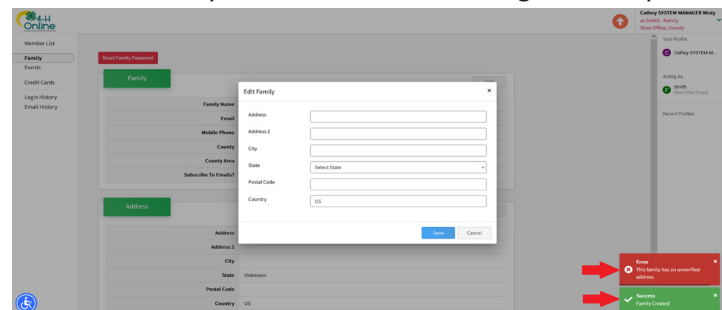 4-H
Online
Cathey SYSTEM MANAGED Misty
as Smith - Family
State Office, County
Member List
Family
Events
Credit Cards
Login History
Email History
Reset Family Password
Family
Edit
Family Name
Email
Mobile Phone
County
County Area
Subscribe To Emails?
Address
Address
Address 2
City
State Unknown
Postal Code
Country US
Edit Family ×
Address
Address 2
City
State Select State
Postal Code
Country US
Save Cancel
Your Profile
C Cathey SYSTEM M...
Acting As
F Smith
State Office County
Recent Profiles
Error ×
This family has an unverified
address
Success ×
Family Created